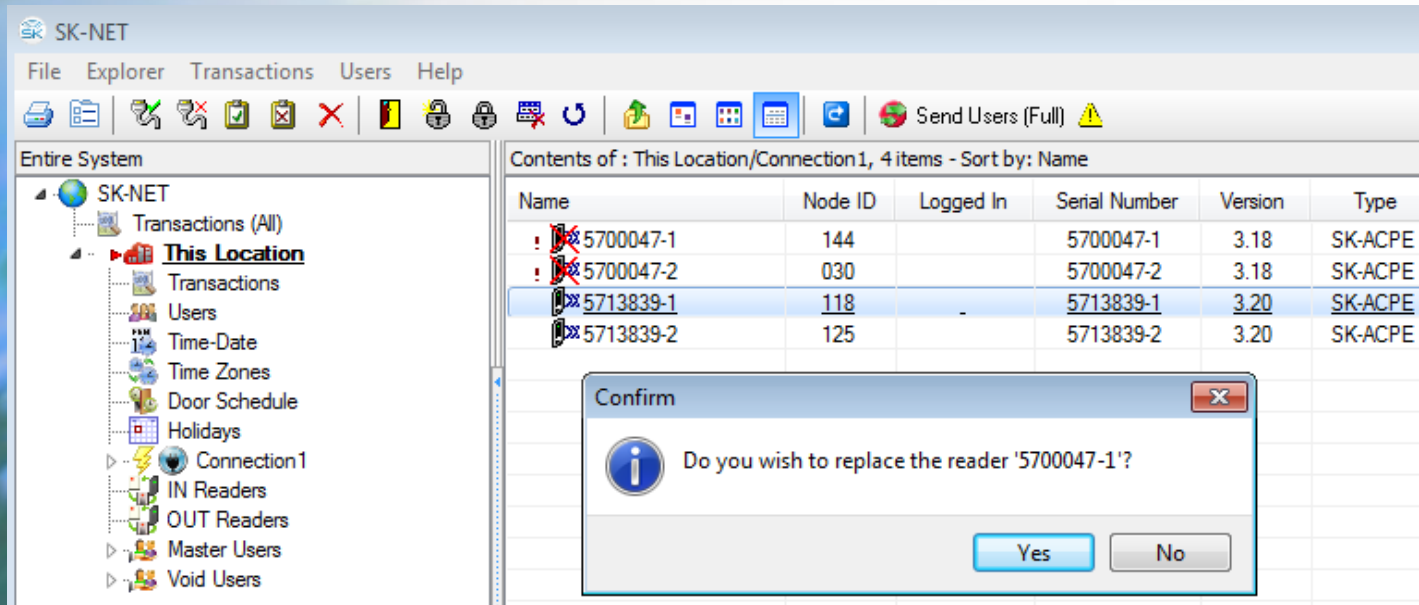 SK-NET
File Explorer Transactions Users Help
Send Users (Full)
Entire System
Contents of : This Location/Connection1, 4 items - Sort by: Name
SK-NET
Transactions (All)
This Location
Transactions
Users
Time-Date
Time Zones
Door Schedule
Holidays
Connection1
IN Readers
OUT Readers
Master Users
Void Users
Name Node ID Logged In Serial Number Version Type
! 5700047-1 144 5700047-1 3.18 SK-ACPE
! 5700047-2 030 5700047-2 3.18 SK-ACPE
5713839-1 118 5713839-1 3.20 SK-ACPE
5713839-2 125 5713839-2 3.20 SK-ACPE
Confirm
Do you wish to replace the reader '5700047-1'?
Yes No